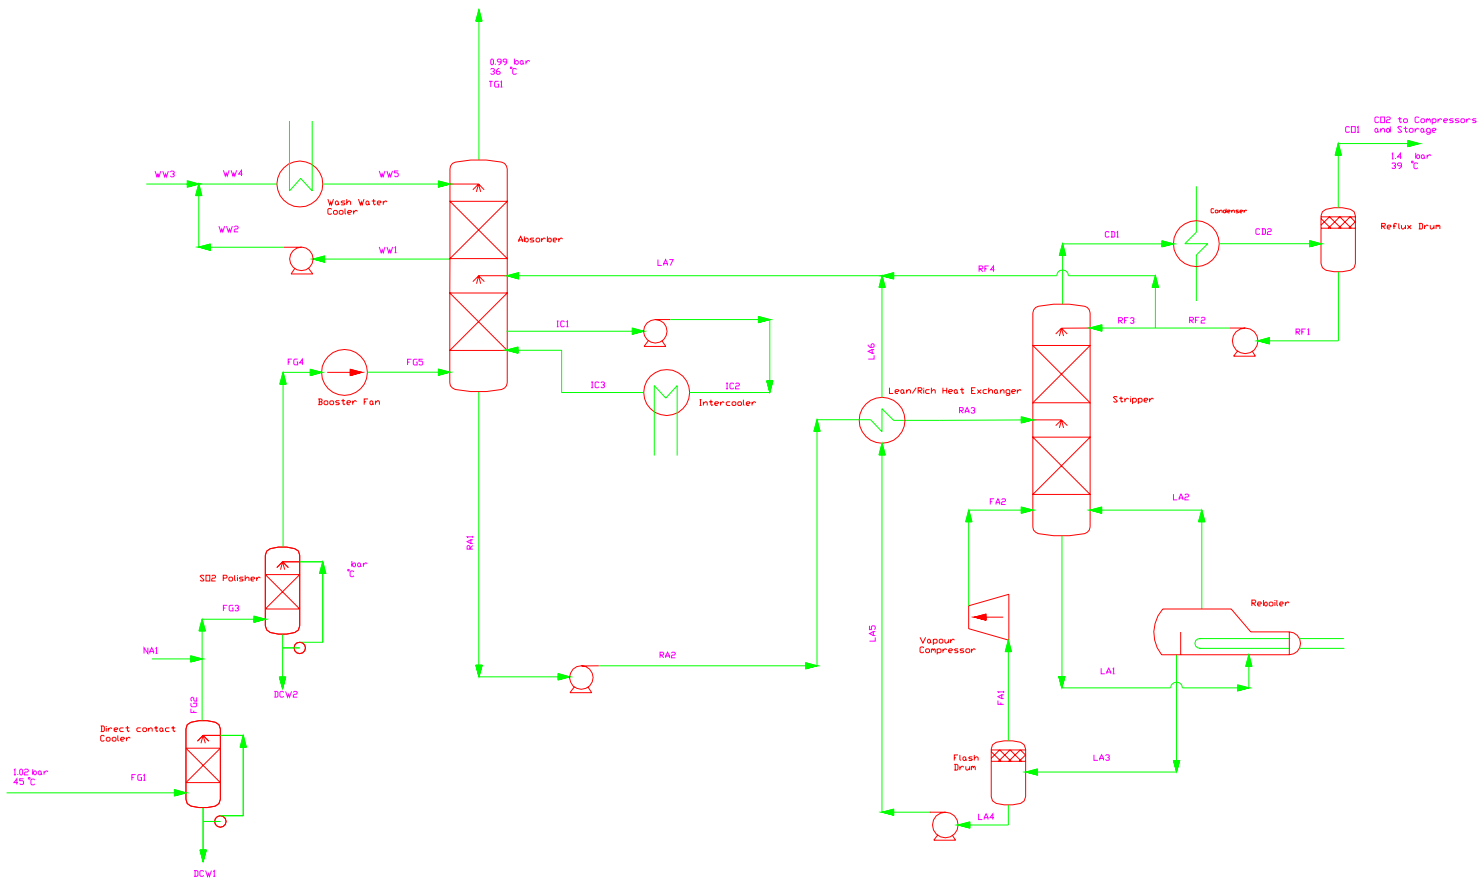 0.99 bar
36 °C
TG1
CO2 to Compressors
and Storage
CO1
1.4 bar
39 °C
WW3
WW4
WW5
Wash Water
Cooler
WW2
WW1
Absorber
Condenser
Reflux Drum
CD1
CD2
LA7
RF4
RF3
RF2
RF1
IC1
IC3
IC2
Intercooler
FG4
FG5
Booster Fan
LA6
Lean/Rich Heat Exchanger
RA3
Stripper
FA2
LA2
RA1
SO2 Polisher
bar
°C
FG3
NA1
Reboiler
Vapour
Compressor
LA5
RA2
LA1
DCW2
FG2
FA1
Direct contact
Cooler
Flash
Drum
LA3
1.02 bar
45 °C
FG1
LA4
DCW1